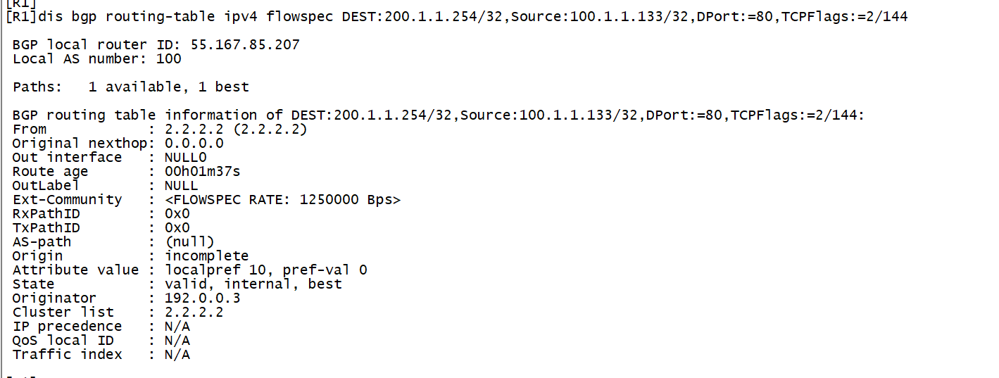 [R1]
[R1]dis bgp routing-table ipv4 flowspec DEST:200.1.1.254/32,Source:100.1.1.133/32,DPort:=80,TCPFlags:=2/144
BGP local router ID: 55.167.85.207
Local AS number: 100
Paths:   1 available, 1 best
BGP routing table information of DEST:200.1.1.254/32,Source:100.1.1.133/32,DPort:=80,TCPFlags:=2/144:
From            : 2.2.2.2 (2.2.2.2)
Original nexthop: 0.0.0.0
Out interface   : NULL0
Route age       : 00h01m37s
OutLabel        : NULL
Ext-Community   : <FLOWSPEC RATE: 1250000 Bps>
RxPathID        : 0x0
TxPathID        : 0x0
AS-path         : (null)
Origin          : incomplete
Attribute value : localpref 10, pref-val 0
State           : valid, internal, best
Originator      : 192.0.0.3
Cluster list    : 2.2.2.2
IP precedence   : N/A
QoS local ID    : N/A
Traffic index   : N/A